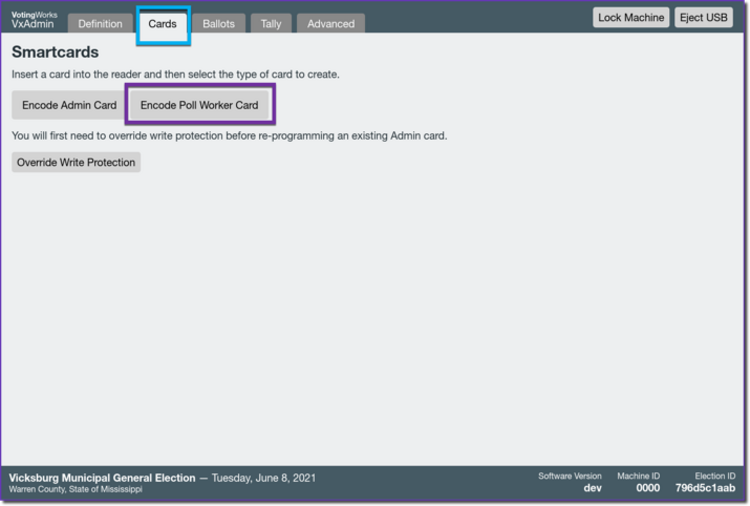 VotingWorks
VxAdmin
Definition
Cards
Ballots
Tally
Advanced
Lock Machine
Eject USB
Smartcards
Insert a card into the reader and then select the type of card to create.
Encode Admin Card
Encode Poll Worker Card
You will first need to override write protection before re-programming an existing Admin card.
Override Write Protection
Vicksburg Municipal General Election — Tuesday, June 8, 2021
Warren County, State of Mississippi
Software Version
dev
Machine ID
0000
Election ID
796d5c1aab